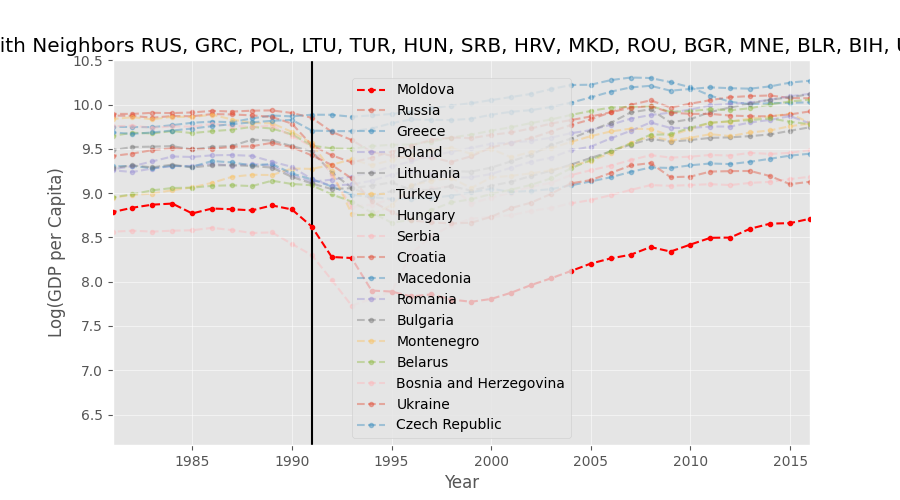 ith Neighbors RUS, GRC, POL, LTU, TUR, HUN, SRB, HRV, MKD, ROU, BGR, MNE, BLR, BIH,
10.5
10.0
9.5
9.0
8.5
8.0
7.5
7.0
6.5
Log(GDP per Capita)
Moldova
Russia
Greece
Poland
Lithuania
Turkey
Hungary
Serbia
Croatia
Macedonia
Romania
Bulgaria
Montenegro
Belarus
Bosnia and Herzegovina
Ukraine
Czech Republic
1985 1990 1995 2000 2005 2010 2015
Year